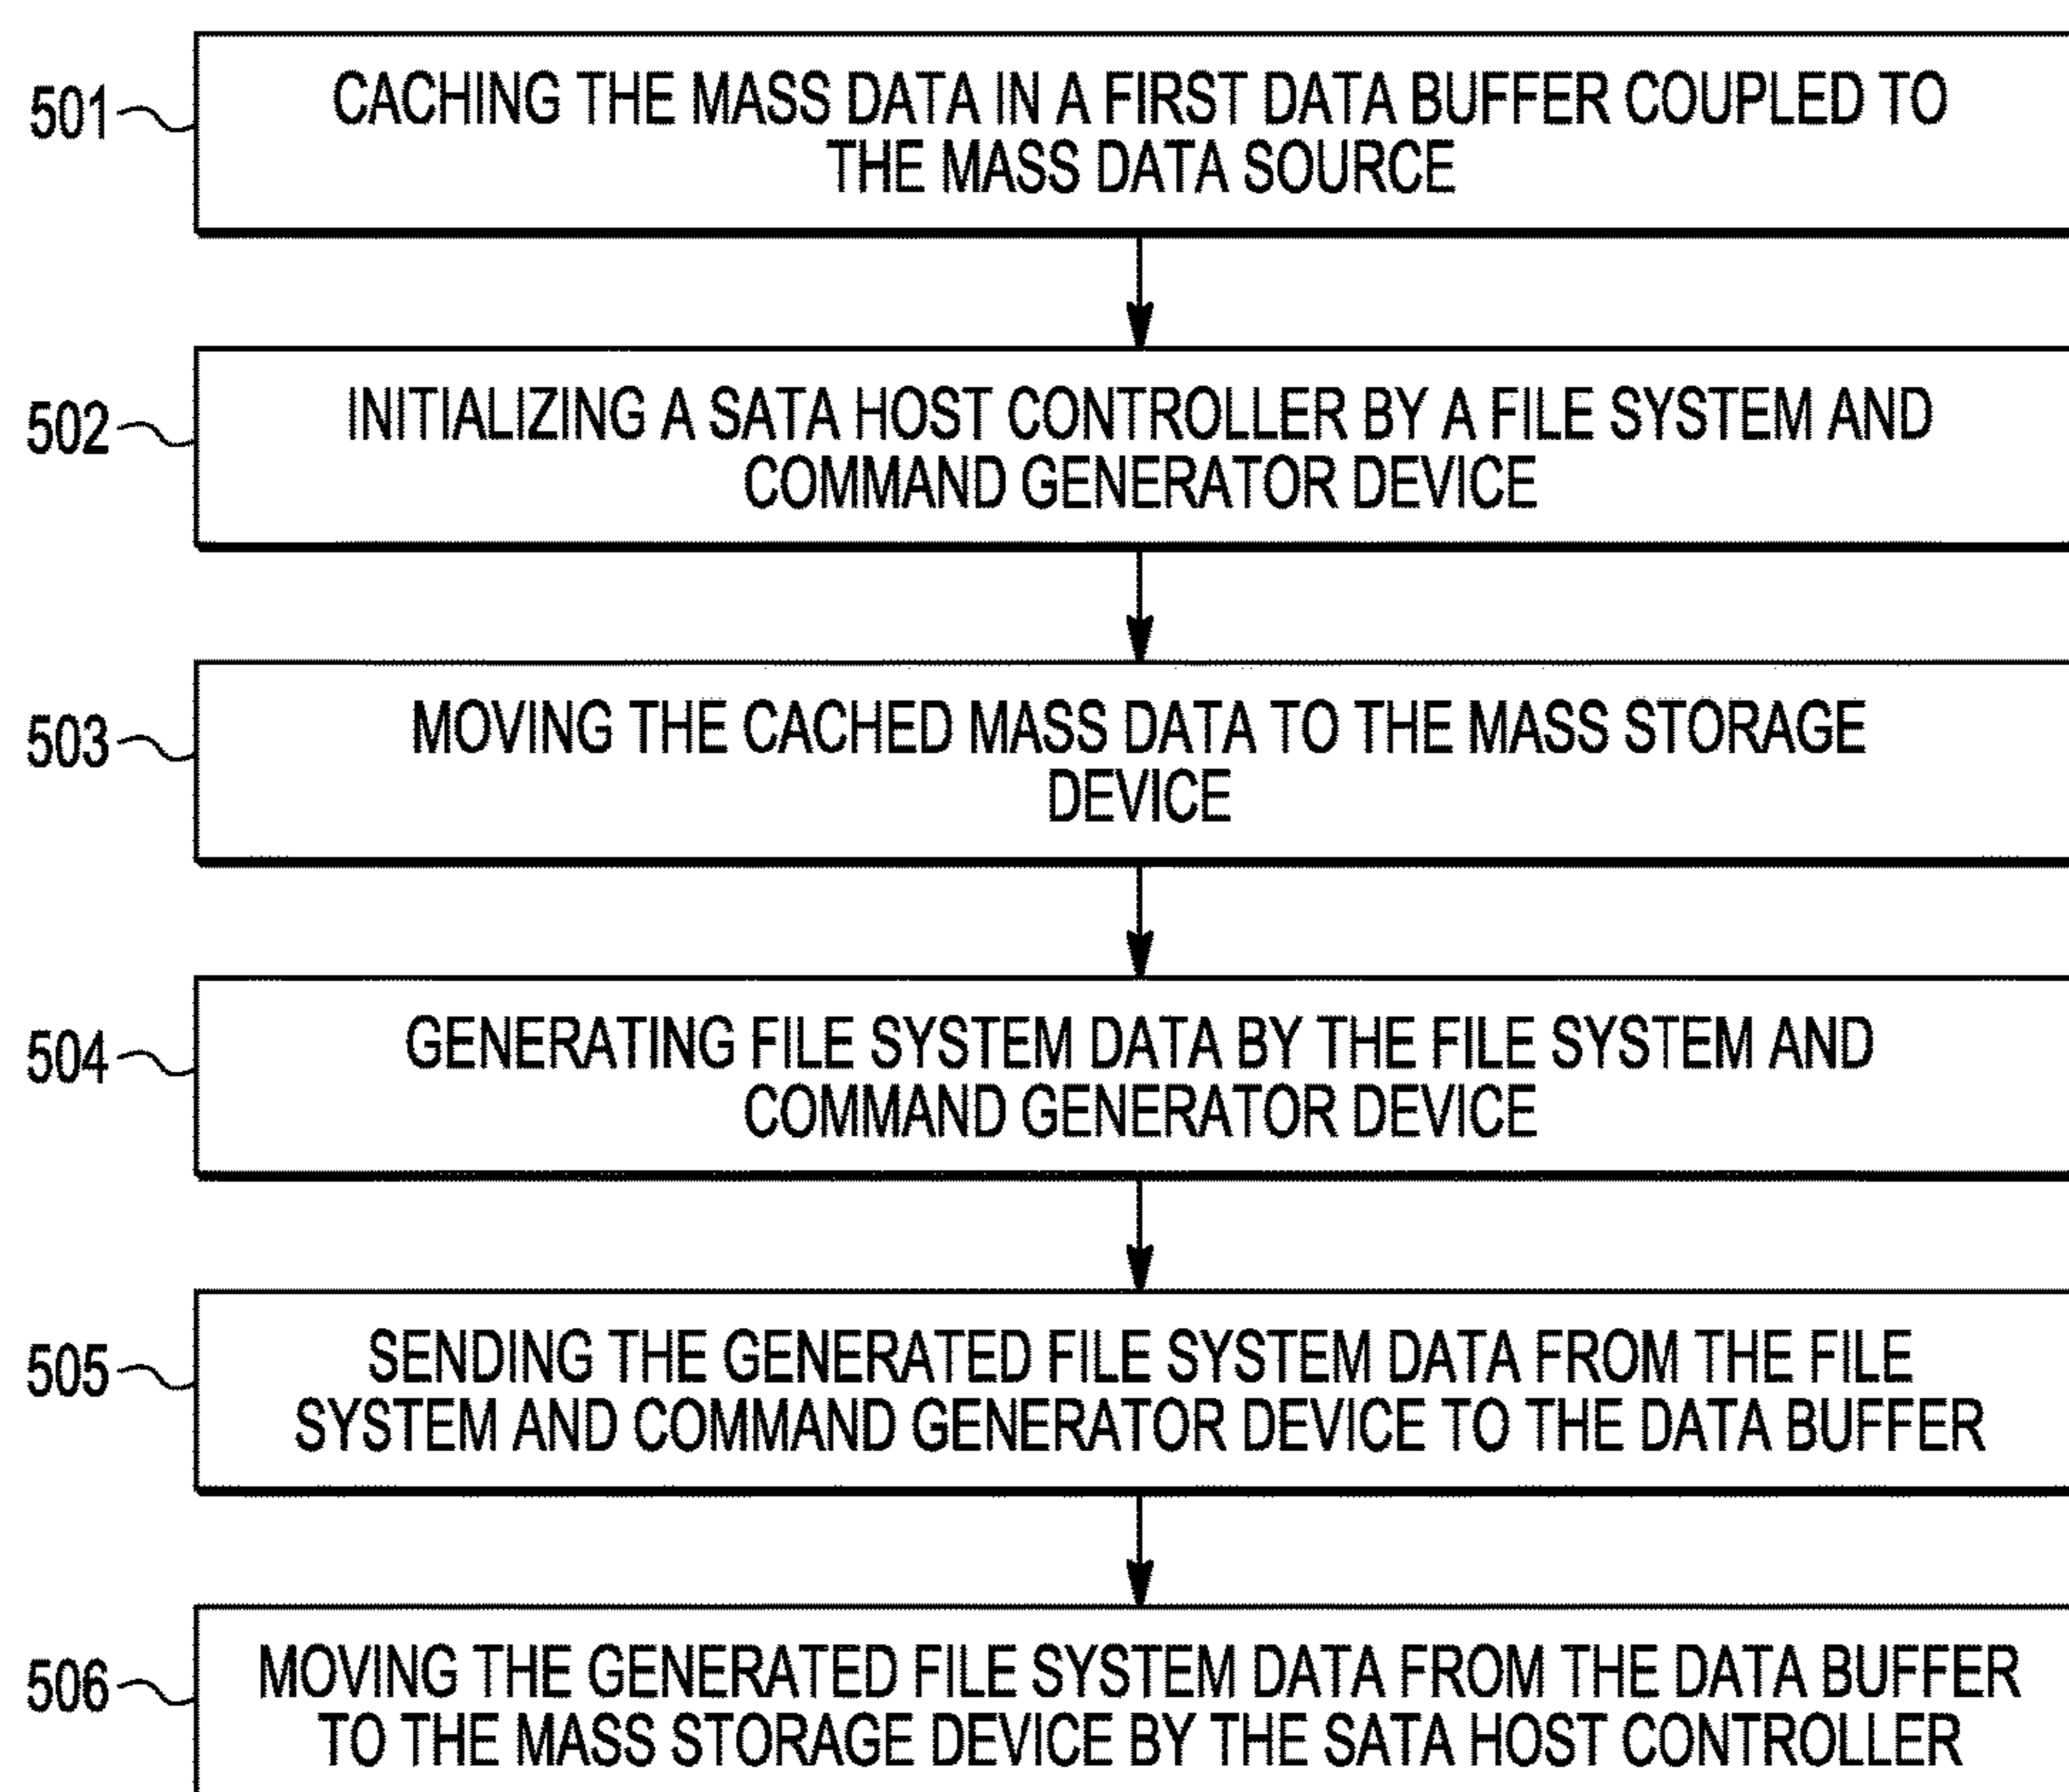 501
CACHING THE MASS DATA IN A FIRST DATA BUFFER COUPLED TO
THE MASS DATA SOURCE
502
INITIALIZING A SATA HOST CONTROLLER BY A FILE SYSTEM AND
COMMAND GENERATOR DEVICE
503
MOVING THE CACHED MASS DATA TO THE MASS STORAGE
DEVICE
504
GENERATING FILE SYSTEM DATA BY THE FILE SYSTEM AND
COMMAND GENERATOR DEVICE
505
SENDING THE GENERATED FILE SYSTEM DATA FROM THE FILE
SYSTEM AND COMMAND GENERATOR DEVICE TO THE DATA BUFFER
506
MOVING THE GENERATED FILE SYSTEM DATA FROM THE DATA BUFFER
TO THE MASS STORAGE DEVICE BY THE SATA HOST CONTROLLER